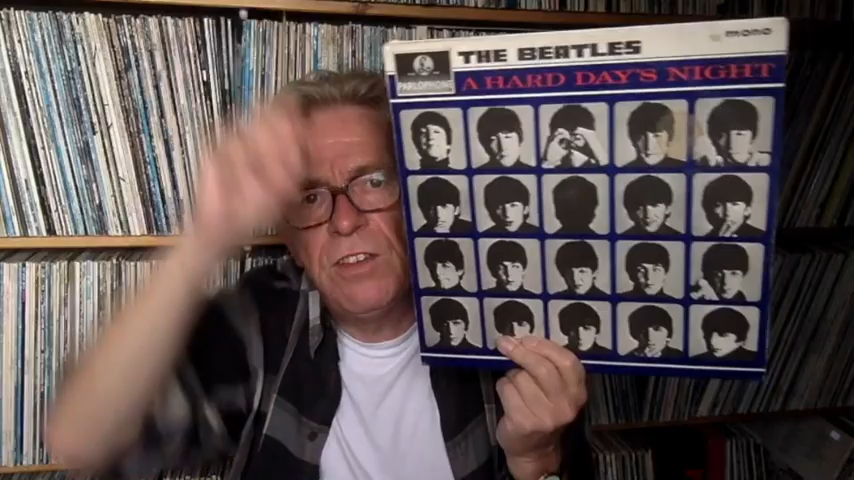 THE BEATLES
mono
PARLOPHONE
A HARD DAY'S NIGHT